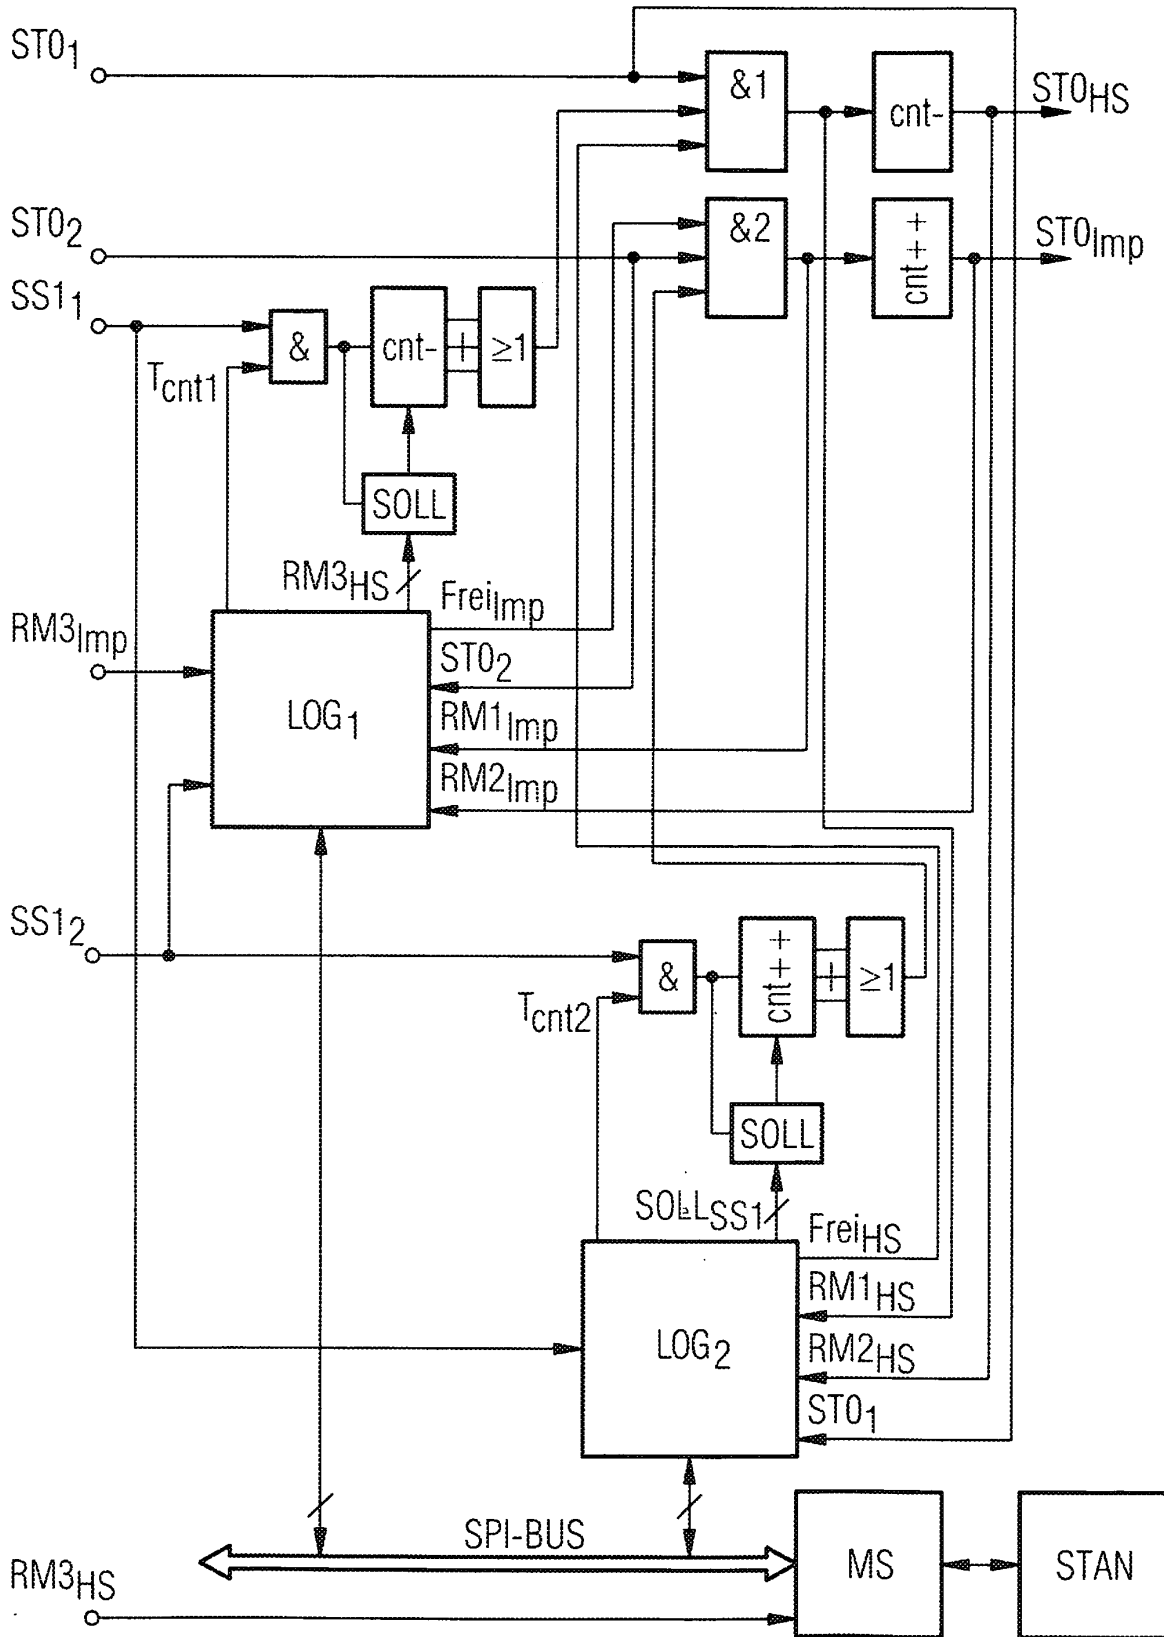 STO1
&1
cnt-
STOHS
STO2
&2
cnt++
STOImp
SS11
&
cnt-
≥1
Tcnt1
SOLL
RM3HS
FreiImp
RM3Imp
STO2
LOG1
RM1Imp
RM2Imp
SS12
&
cnt++
≥1
Tcnt2
SOLL
SOLLSS1
FreiHS
RM1HS
LOG2
RM2HS
STO1
SPI-BUS
MS
STAN
RM3HS